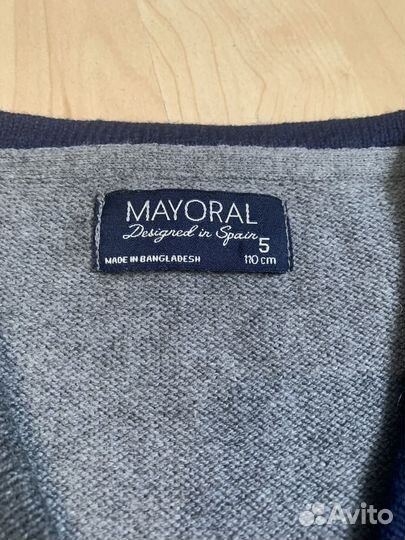 MAYORAL
Designed in Spain
5
MADE IN BANGLADESH
110 cm
Avito